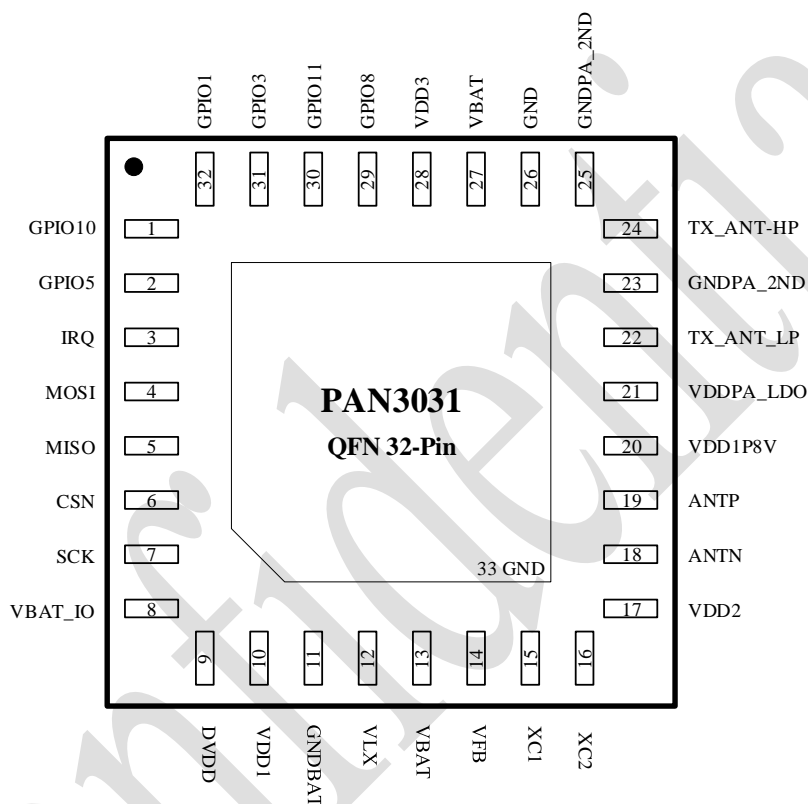 GPIO1
GPIO3
GPIO11
GPIO8
VDD3
VBAT
GND
GNDPA_2ND
32
31
30
29
28
27
26
25
GPIO10 1
GPIO5 2
IRQ 3
MOSI 4
MISO 5
CSN 6
SCK 7
VBAT_IO 8
24 TX_ANT-HP
23 GNDPA_2ND
22 TX_ANT_LP
21 VDDPA_LDO
20 VDD1P8V
19 ANTP
18 ANTN
17 VDD2
PAN3031
QFN 32-Pin
33 GND
9
10
11
12
13
14
15
16
DVDD
VDD1
GNDBAT
VLX
VBAT
VFB
XC1
XC2